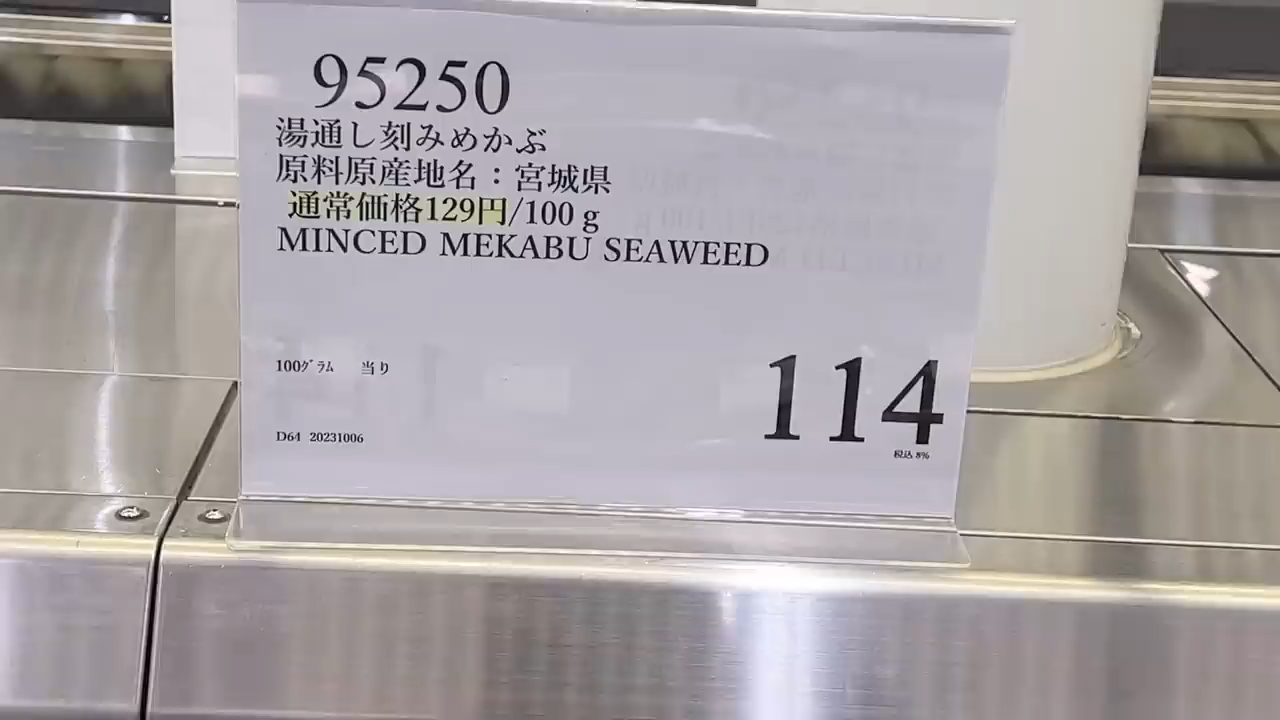 95250
湯通し刻みめかぶ
原料原産地名：宮城県
通常価格129円/100ｇ
MINCED MEKABU SEAWEED
100ｸﾞﾗﾑ 当り
114
D64 20231006
税込 8%